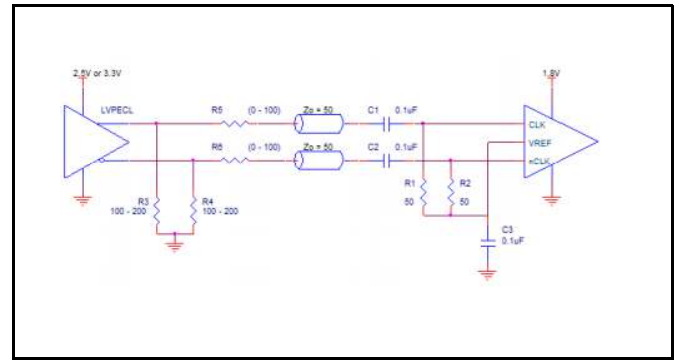 2.5V or 3.3V
1.8V
LVPECL
R5 (0 - 100)
Zo = 50
C1 0.1uF
CLK
VREF
R6 (0 - 100)
Zo = 50
C2 0.1uF
nCLK
R3
100 - 200
R4
100 - 200
R1
50
R2
50
C3
0.1uF